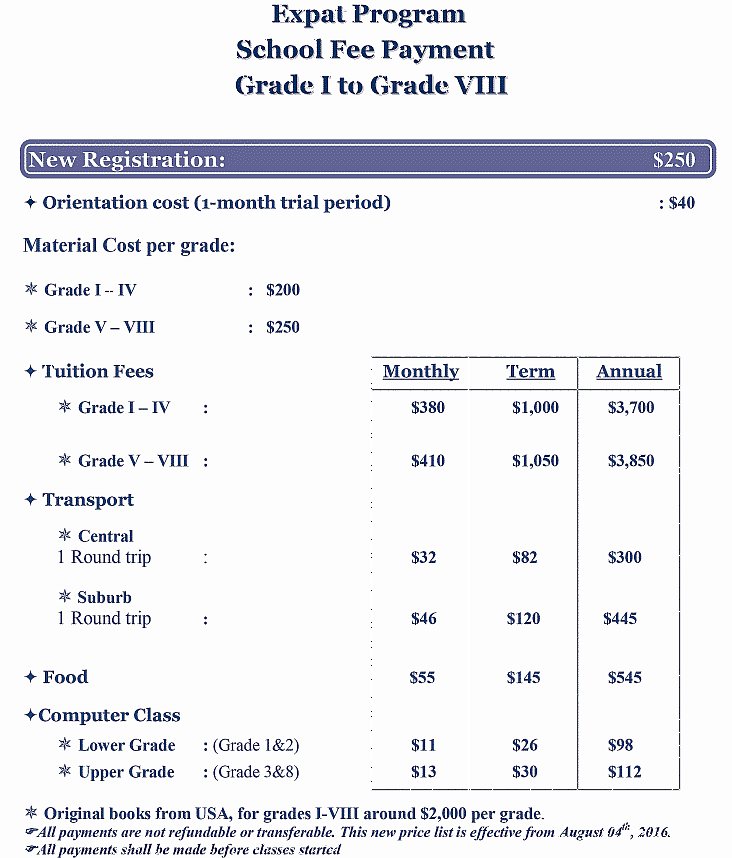 Expat Program
School Fee Payment
Grade I to Grade VIII
New Registration: $250
✦ Orientation cost (1-month trial period) : $40
Material Cost per grade:
✵ Grade I – IV : $200
✵ Grade V – VIII : $250
✦ Tuition Fees Monthly Term Annual
✵ Grade I – IV : $380 $1,000 $3,700
✵ Grade V – VIII : $410 $1,050 $3,850
✦ Transport
✵ Central
1 Round trip : $32 $82 $300
✵ Suburb
1 Round trip : $46 $120 $445
✦ Food $55 $145 $545
✦Computer Class
✵ Lower Grade : (Grade 1&2) $11 $26 $98
✵ Upper Grade : (Grade 3&8) $13 $30 $112
✵ Original books from USA, for grades I-VIII around $2,000 per grade.
☞All payments are not refundable or transferable. This new price list is effective from August 04th, 2016.
☞All payments shall be made before classes started